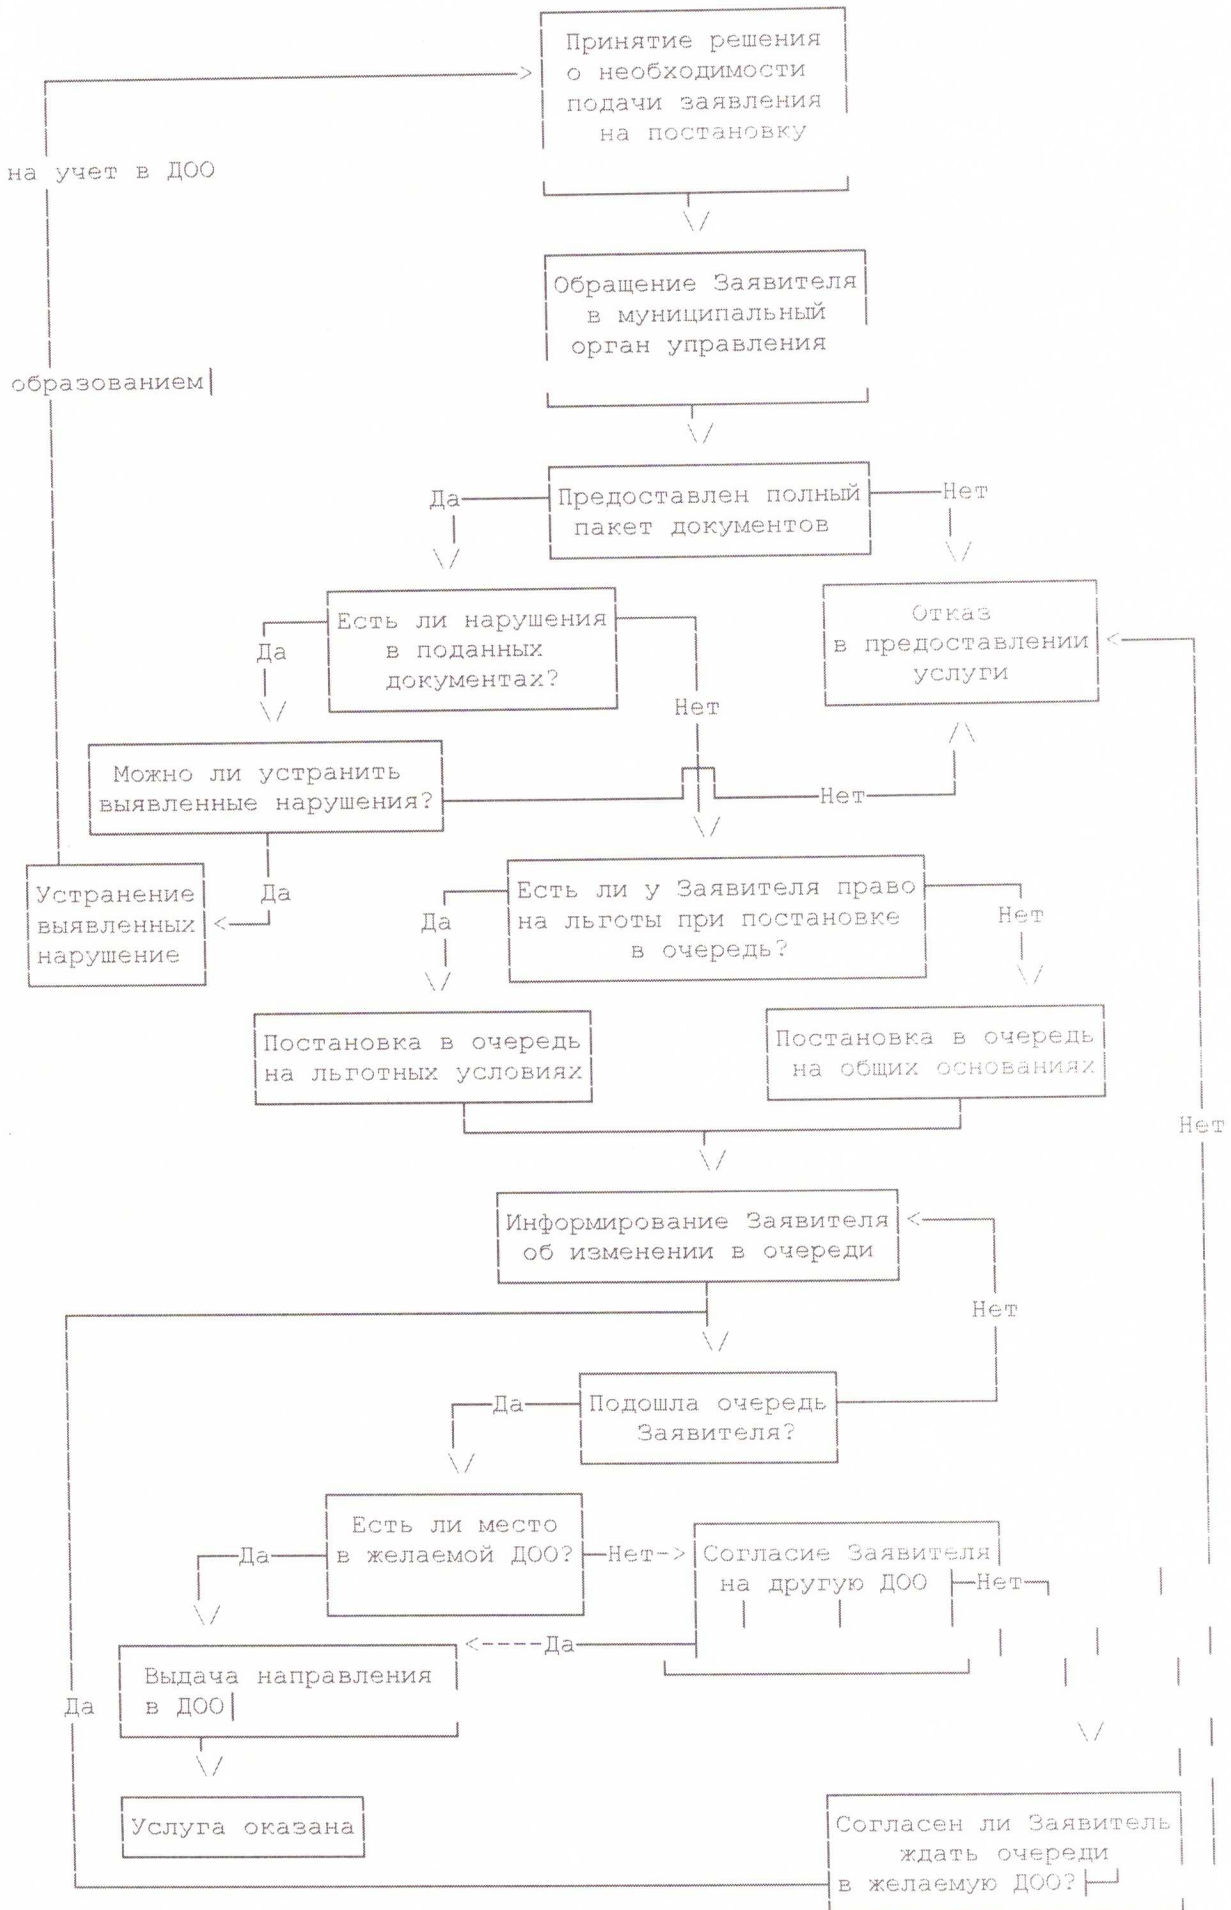 Принятие решения
о необходимости
подачи заявления
на постановку
на учет в ДОО
Обращение Заявителя
в муниципальный
орган управления
образованием
Да
Предоставлен полный
пакет документов
Нет
Есть ли нарушения
в поданных
документах?
Да
Нет
Отказ
в предоставлении
услуги
Можно ли устранить
выявленные нарушения?
Нет
Да
Устранение
выявленных
нарушение
Есть ли у Заявителя право
на льготы при постановке
в очередь?
Да
Нет
Постановка в очередь
на льготных условиях
Постановка в очередь
на общих основаниях
Нет
Информирование Заявителя
об изменении в очереди
Нет
Да
Подошла очередь
Заявителя?
Есть ли место
в желаемой ДОО?
Да
Нет
Согласие Заявителя
на другую ДОО
Нет
Да
Выдача направления
в ДОО
Да
Услуга оказана
Согласен ли Заявитель
ждать очереди
в желаемую ДОО?